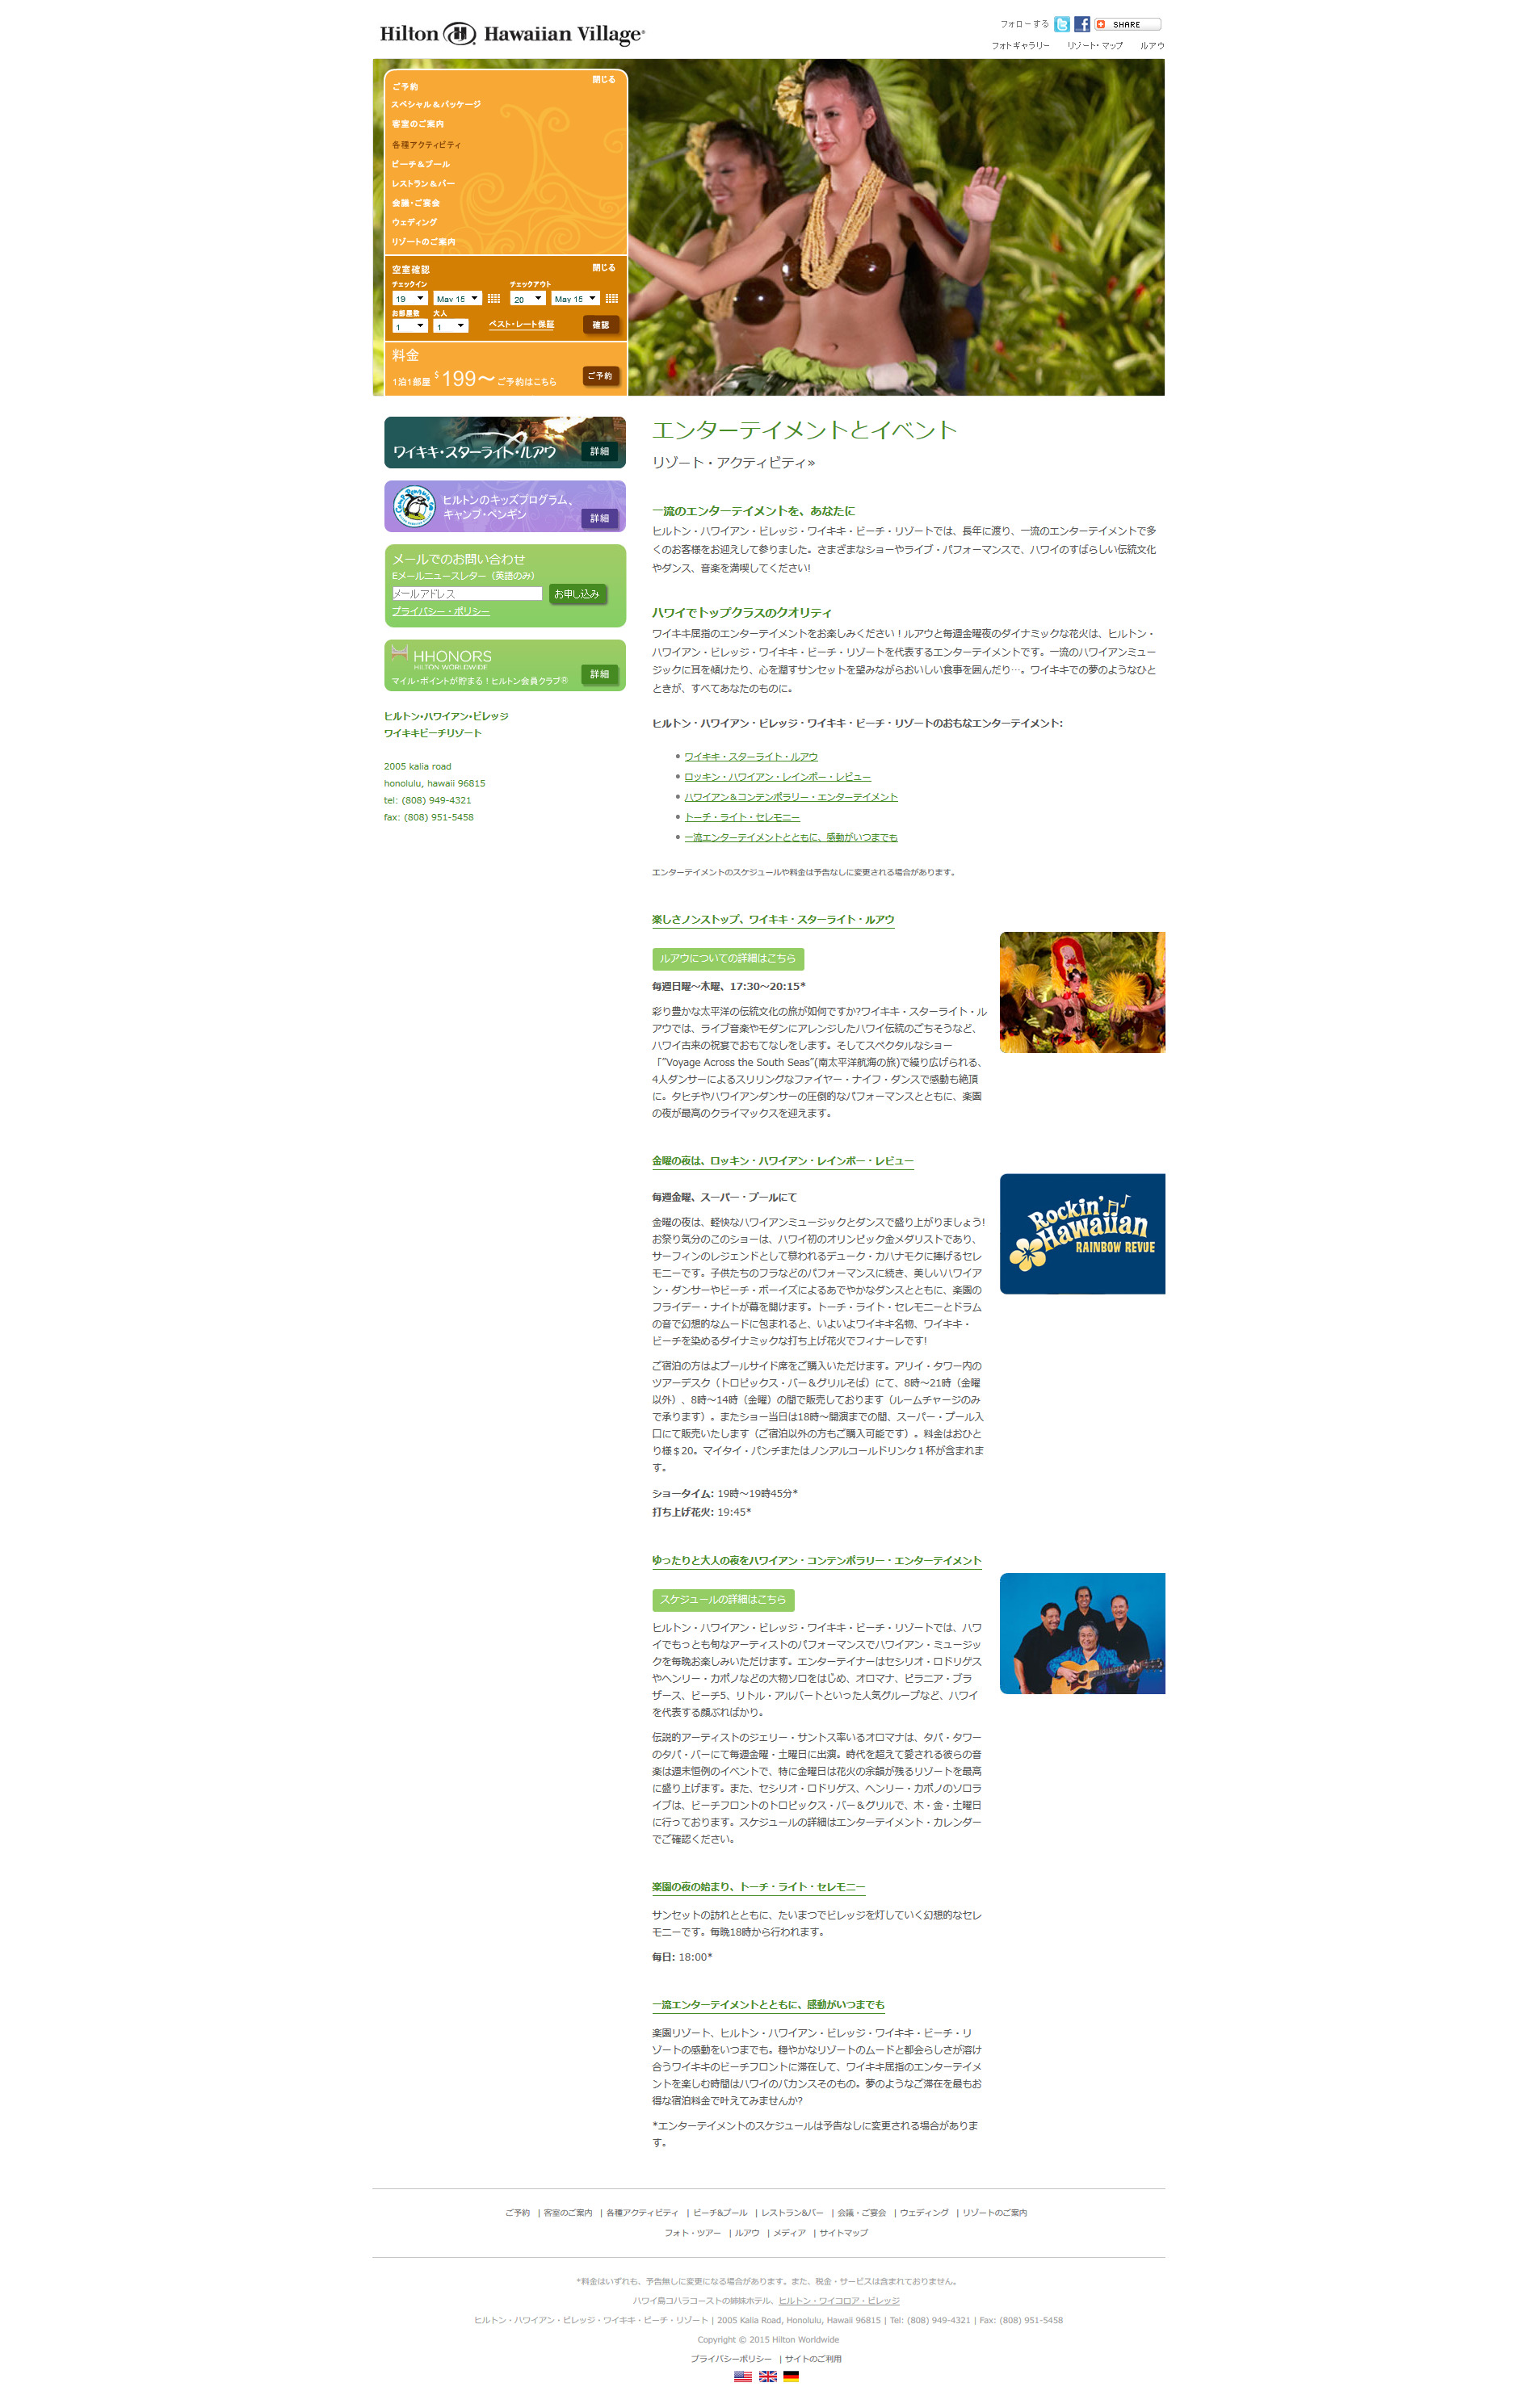 Hilton Hawaiian Village®
フォローする SHARE
フォトギャラリー リゾート・マップ ルアウ
閉じる
ご予約
スペシャル&パッケージ
客室のご案内
各種アクティビティ
ビーチ&プール
レストラン&バー
会議・ご宴会
ウェディング
リゾートのご案内
空室確認 閉じる
チェックイン チェックアウト
19 May 15 20 May 15
お部屋数 大人
1 1 ベスト・レート保証 確認
料金
1泊1部屋 $199～ご予約はこちら ご予約
ワイキキ・スターライト・ルアウ 詳細
ヒルトンのキッズプログラム、
キャンプ・ペンギン 詳細
メールでのお問い合わせ
Eメールニュースレター（英語のみ）
メールアドレス お申し込み
プライバシー・ポリシー
HHONORS
HILTON WORLDWIDE
マイル・ポイントが貯まる！ヒルトン会員クラブ® 詳細
ヒルトン・ハワイアン・ビレッジ
ワイキキビーチリゾート
2005 kalia road
honolulu, hawaii 96815
tel: (808) 949-4321
fax: (808) 951-5458
エンターテイメントとイベント
リゾート・アクティビティ»
一流のエンターテイメントを、あなたに
ヒルトン・ハワイアン・ビレッジ・ワイキキ・ビーチ・リゾートでは、長年に渡り、一流のエンターテイメントで多
くのお客様をお迎えして参りました。さまざまなショーやライブ・パフォーマンスで、ハワイのすばらしい伝統文化
やダンス、音楽を満喫してください!
ハワイでトップクラスのクオリティ
ワイキキ屈指のエンターテイメントをお楽しみください！ルアウと毎週金曜夜のダイナミックな花火は、ヒルトン・
ハワイアン・ビレッジ・ワイキキ・ビーチ・リゾートを代表するエンターテイメントです。一流のハワイアンミュー
ジックに耳を傾けたり、心を潤すサンセットを望みながらおいしい食事を囲んだり…。ワイキキでの夢のようなひと
ときが、すべてあなたのものに。
ヒルトン・ハワイアン・ビレッジ・ワイキキ・ビーチ・リゾートのおもなエンターテイメント:
ワイキキ・スターライト・ルアウ
ロッキン・ハワイアン・レインボー・レビュー
ハワイアン＆コンテンポラリー・エンターテイメント
トーチ・ライト・セレモニー
一流エンターテイメントとともに、感動がいつまでも
エンターテイメントのスケジュールや料金は予告なしに変更される場合があります。
楽しさノンストップ、ワイキキ・スターライト・ルアウ
ルアウについての詳細はこちら
毎週日曜～木曜、17:30～20:15*
彩り豊かな太平洋の伝統文化の旅が如何ですか?ワイキキ・スターライト・ル
アウでは、ライブ音楽やモダンにアレンジしたハワイ伝統のごちそうなど、
ハワイ古来の祝宴でおもてなしをします。そしてスペクタルなショー
「"Voyage Across the South Seas"(南太平洋航海の旅)で繰り広げられる、
4人ダンサーによるスリリングなファイヤー・ナイフ・ダンスで感動も絶頂
に。タヒチやハワイアンダンサーの圧倒的なパフォーマンスとともに、楽園
の夜が最高のクライマックスを迎えます。
金曜の夜は、ロッキン・ハワイアン・レインボー・レビュー
Rockin' Hawaiian
RAINBOW REVUE
毎週金曜、スーパー・プールにて
金曜の夜は、軽快なハワイアンミュージックとダンスで盛り上がりましょう!
お祭り気分のこのショーは、ハワイ初のオリンピック金メダリストであり、
サーフィンのレジェンドとして慕われるデューク・カハナモクに捧げるセレ
モニーです。子供たちのフラなどのパフォーマンスに続き、美しいハワイア
ン・ダンサーやビーチ・ボーイズによるあでやかなダンスとともに、楽園の
フライデー・ナイトが幕を開けます。トーチ・ライト・セレモニーとドラム
の音で幻想的なムードに包まれると、いよいよワイキキ名物、ワイキキ・
ビーチを染めるダイナミックな打ち上げ花火でフィナーレです!
ご宿泊の方はよプールサイド席をご購入いただけます。アリイ・タワー内の
ツアーデスク（トロピックス・バー＆グリルそば）にて、8時～21時（金曜
以外）、8時～14時（金曜）の間で販売しております（ルームチャージのみ
で承ります）。またショー当日は18時～開演までの間、スーパー・プール入
口にて販売いたします（ご宿泊以外の方もご購入可能です）。料金はおひと
り様＄20。マイタイ・パンチまたはノンアルコールドリンク１杯が含まれま
す。
ショータイム: 19時～19時45分*
打ち上げ花火: 19:45*
ゆったりと大人の夜をハワイアン・コンテンポラリー・エンターテイメント
スケジュールの詳細はこちら
ヒルトン・ハワイアン・ビレッジ・ワイキキ・ビーチ・リゾートでは、ハワ
イでもっとも旬なアーティストのパフォーマンスでハワイアン・ミュージッ
クを毎晩お楽しみいただけます。エンターテイナーはセシリオ・ロドリゲス
やヘンリー・カポノなどの大物ソロをはじめ、オロマナ、ピラニア・ブラ
ザース、ビーチ5、リトル・アルバートといった人気グループなど、ハワイ
を代表する顔ぶればかり。
伝説的アーティストのジェリー・サントス率いるオロマナは、タパ・タワー
のタパ・バーにて毎週金曜・土曜日に出演。時代を超えて愛される彼らの音
楽は週末恒例のイベントで、特に金曜日は花火の余韻が残るリゾートを最高
に盛り上げます。また、セシリオ・ロドリゲス、ヘンリー・カポノのソロラ
イブは、ビーチフロントのトロピックス・バー＆グリルで、木・金・土曜日
に行っております。スケジュールの詳細はエンターテイメント・カレンダー
でご確認ください。
楽園の夜の始まり、トーチ・ライト・セレモニー
サンセットの訪れとともに、たいまつでビレッジを灯していく幻想的なセレ
モニーです。毎晩18時から行われます。
毎日: 18:00*
一流エンターテイメントとともに、感動がいつまでも
楽園リゾート、ヒルトン・ハワイアン・ビレッジ・ワイキキ・ビーチ・リ
ゾートの感動をいつまでも。穏やかなリゾートのムードと都会らしさが溶け
合うワイキキのビーチフロントに滞在して、ワイキキ屈指のエンターテイメ
ントを楽しむ時間はハワイのバカンスそのもの。夢のようなご滞在を最もお
得な宿泊料金で叶えてみませんか?
*エンターテイメントのスケジュールは予告なしに変更される場合がありま
す。
ご予約 | 客室のご案内 | 各種アクティビティ | ビーチ&プール | レストラン&バー | 会議・ご宴会 | ウェディング | リゾートのご案内
フォト・ツアー | ルアウ | メディア | サイトマップ
*料金はいずれも、予告無しに変更になる場合があります。また、税金・サービスは含まれておりません。
ハワイ島コハラコーストの姉妹ホテル、ヒルトン・ワイコロア・ビレッジ
ヒルトン・ハワイアン・ビレッジ・ワイキキ・ビーチ・リゾート | 2005 Kalia Road, Honolulu, Hawaii 96815 | Tel: (808) 949-4321 | Fax: (808) 951-5458
Copyright © 2015 Hilton Worldwide
プライバシーポリシー | サイトのご利用